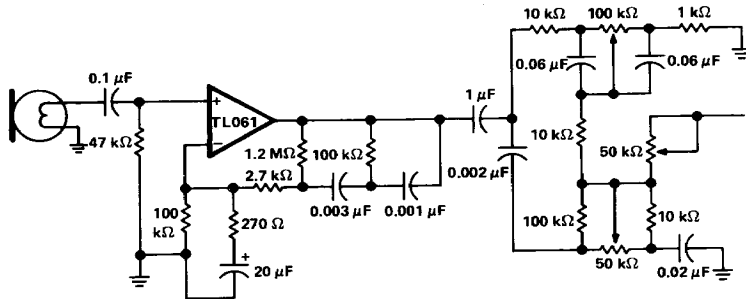 10 kΩ
100 kΩ
1 kΩ
0.06 μF
0.06 μF
0.1 μF
+
TL061
−
1 μF
47 kΩ
1.2 MΩ
100 kΩ
10 kΩ
50 kΩ
2.7 kΩ
0.002 μF
0.003 μF
0.001 μF
100
kΩ
270 Ω
100 kΩ
10 kΩ
+
20 μF
50 kΩ
0.02 μF